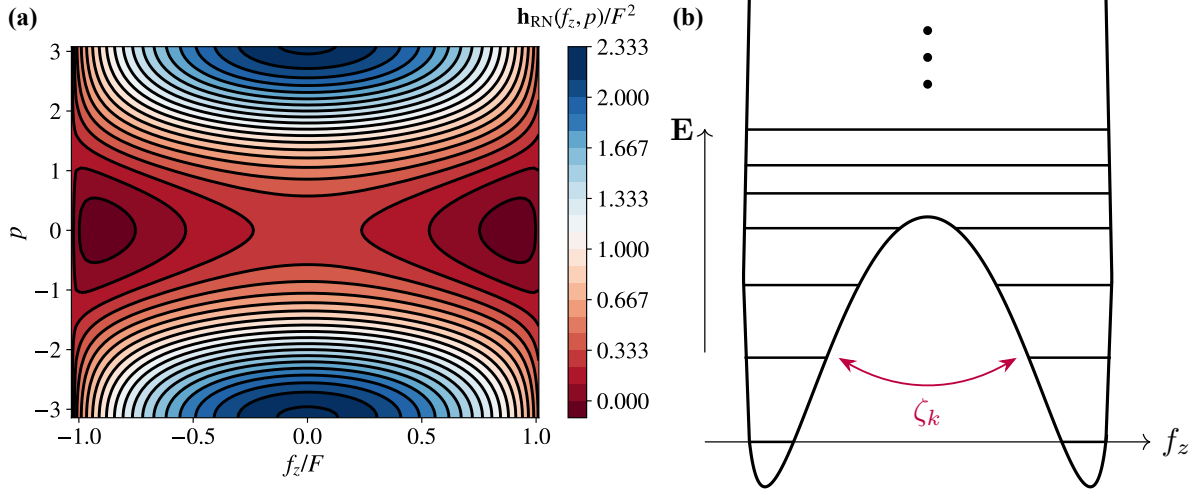 (a)
h_RN(f_z, p)/F^2
p
3
2
1
0
−1
−2
−3
−1.0 −0.5 0.0 0.5 1.0
f_z/F
2.333
2.000
1.667
1.333
1.000
0.667
0.333
0.000
(b)
E
ζ_k
f_z